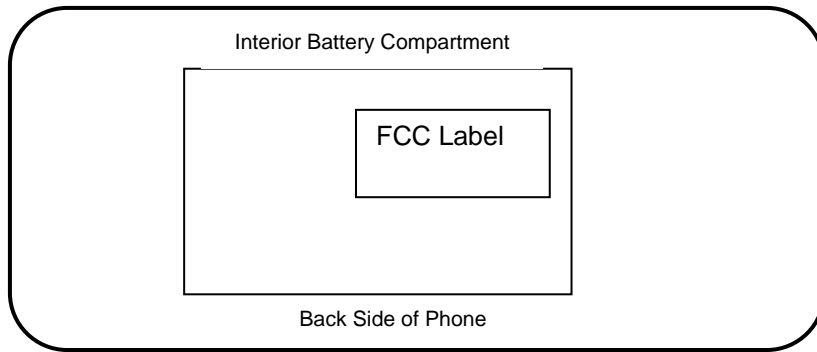 Interior Battery Compartment
FCC Label
Back Side of Phone